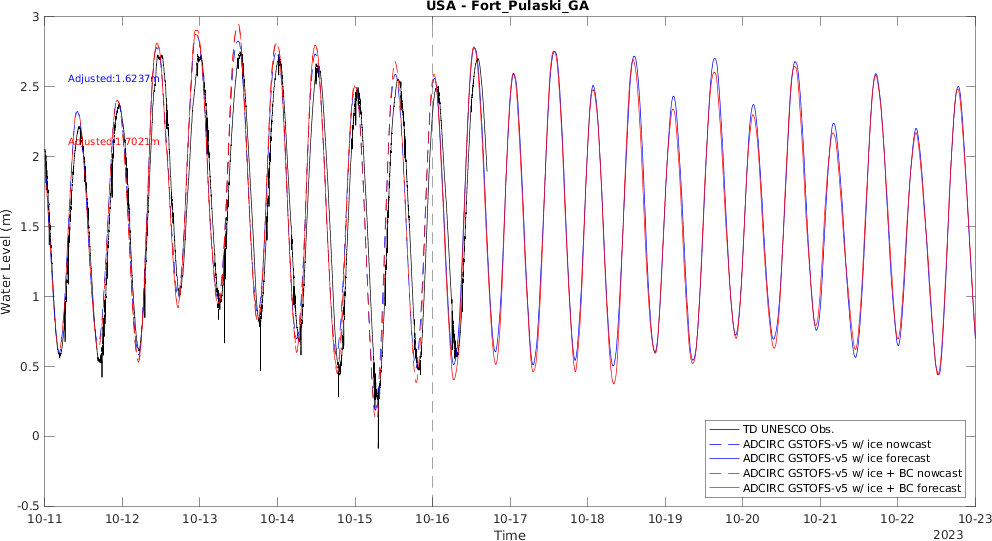 USA - Fort_Pulaski_GA
3
2.5
2
1.5
1
0.5
0
-0.5
Water Level (m)
Adjusted:1.6237m
Adjusted:1.7021m
TD UNESCO Obs.
ADCIRC GSTOFS-v5 w/ ice nowcast
ADCIRC GSTOFS-v5 w/ ice forecast
ADCIRC GSTOFS-v5 w/ ice + BC nowcast
ADCIRC GSTOFS-v5 w/ ice + BC forecast
10-11 10-12 10-13 10-14 10-15 10-16 10-17 10-18 10-19 10-20 10-21 10-22 10-23
Time
2023